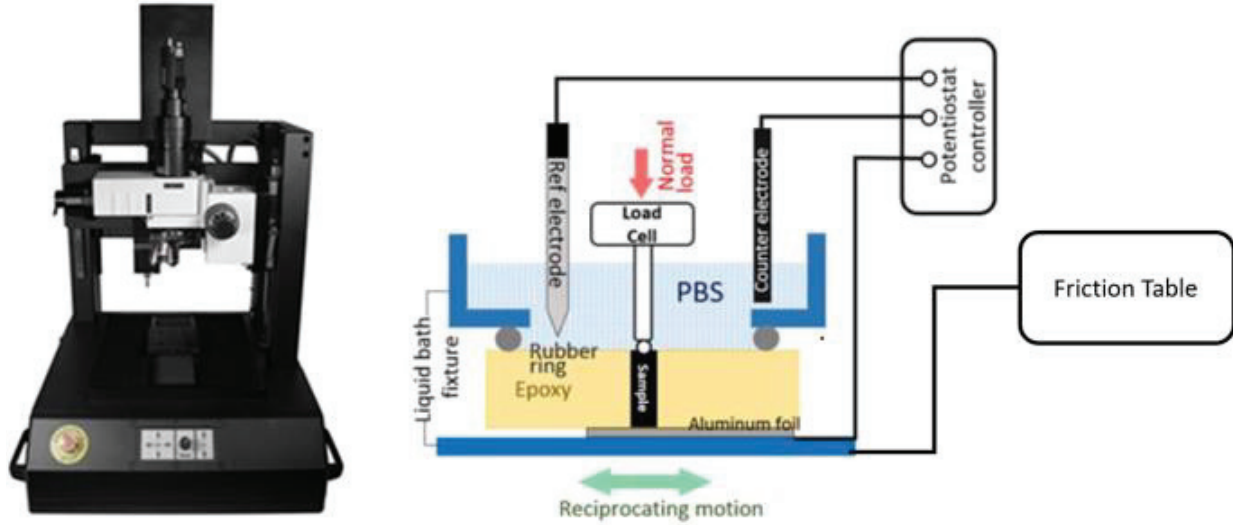 Ref electrode
Normal
load
Load
Cell
Counter electrode
Potentiostat
controller
Friction Table
PBS
Liquid bath
fixture
Rubber
ring
Epoxy
Sample
Aluminum foil
Reciprocating motion